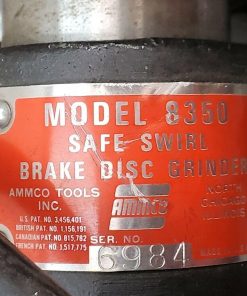 MODEL 8350
SAFE SWIRL
BRAKE DISC GRINDER
AMMCO TOOLS
INC.
AMMCO
NORTH
CHICAGO
ILLINOIS
U.S. PAT. NO. 3,456,401
BRITISH PAT. NO. 1,156,191
CANADIAN PAT. NO. 815,782
FRENCH PAT. NO. 1,517,775
SER. NO.
6984
MADE